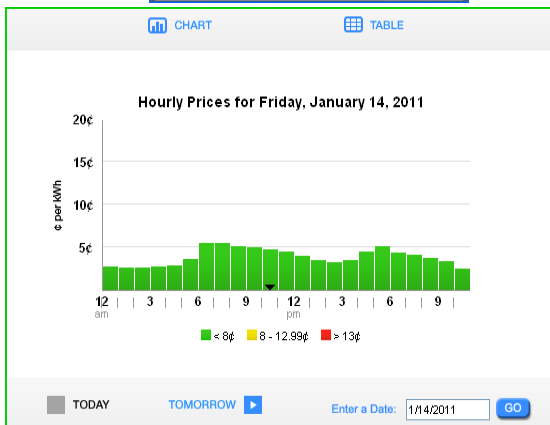 CHART TABLE
Hourly Prices for Friday, January 14, 2011
20¢
15¢
10¢
5¢
¢ per kWh
12 3 6 9 12 3 6 9
am pm
< 8¢ 8 - 12.99¢ > 13¢
TODAY TOMORROW Enter a Date: 1/14/2011 GO